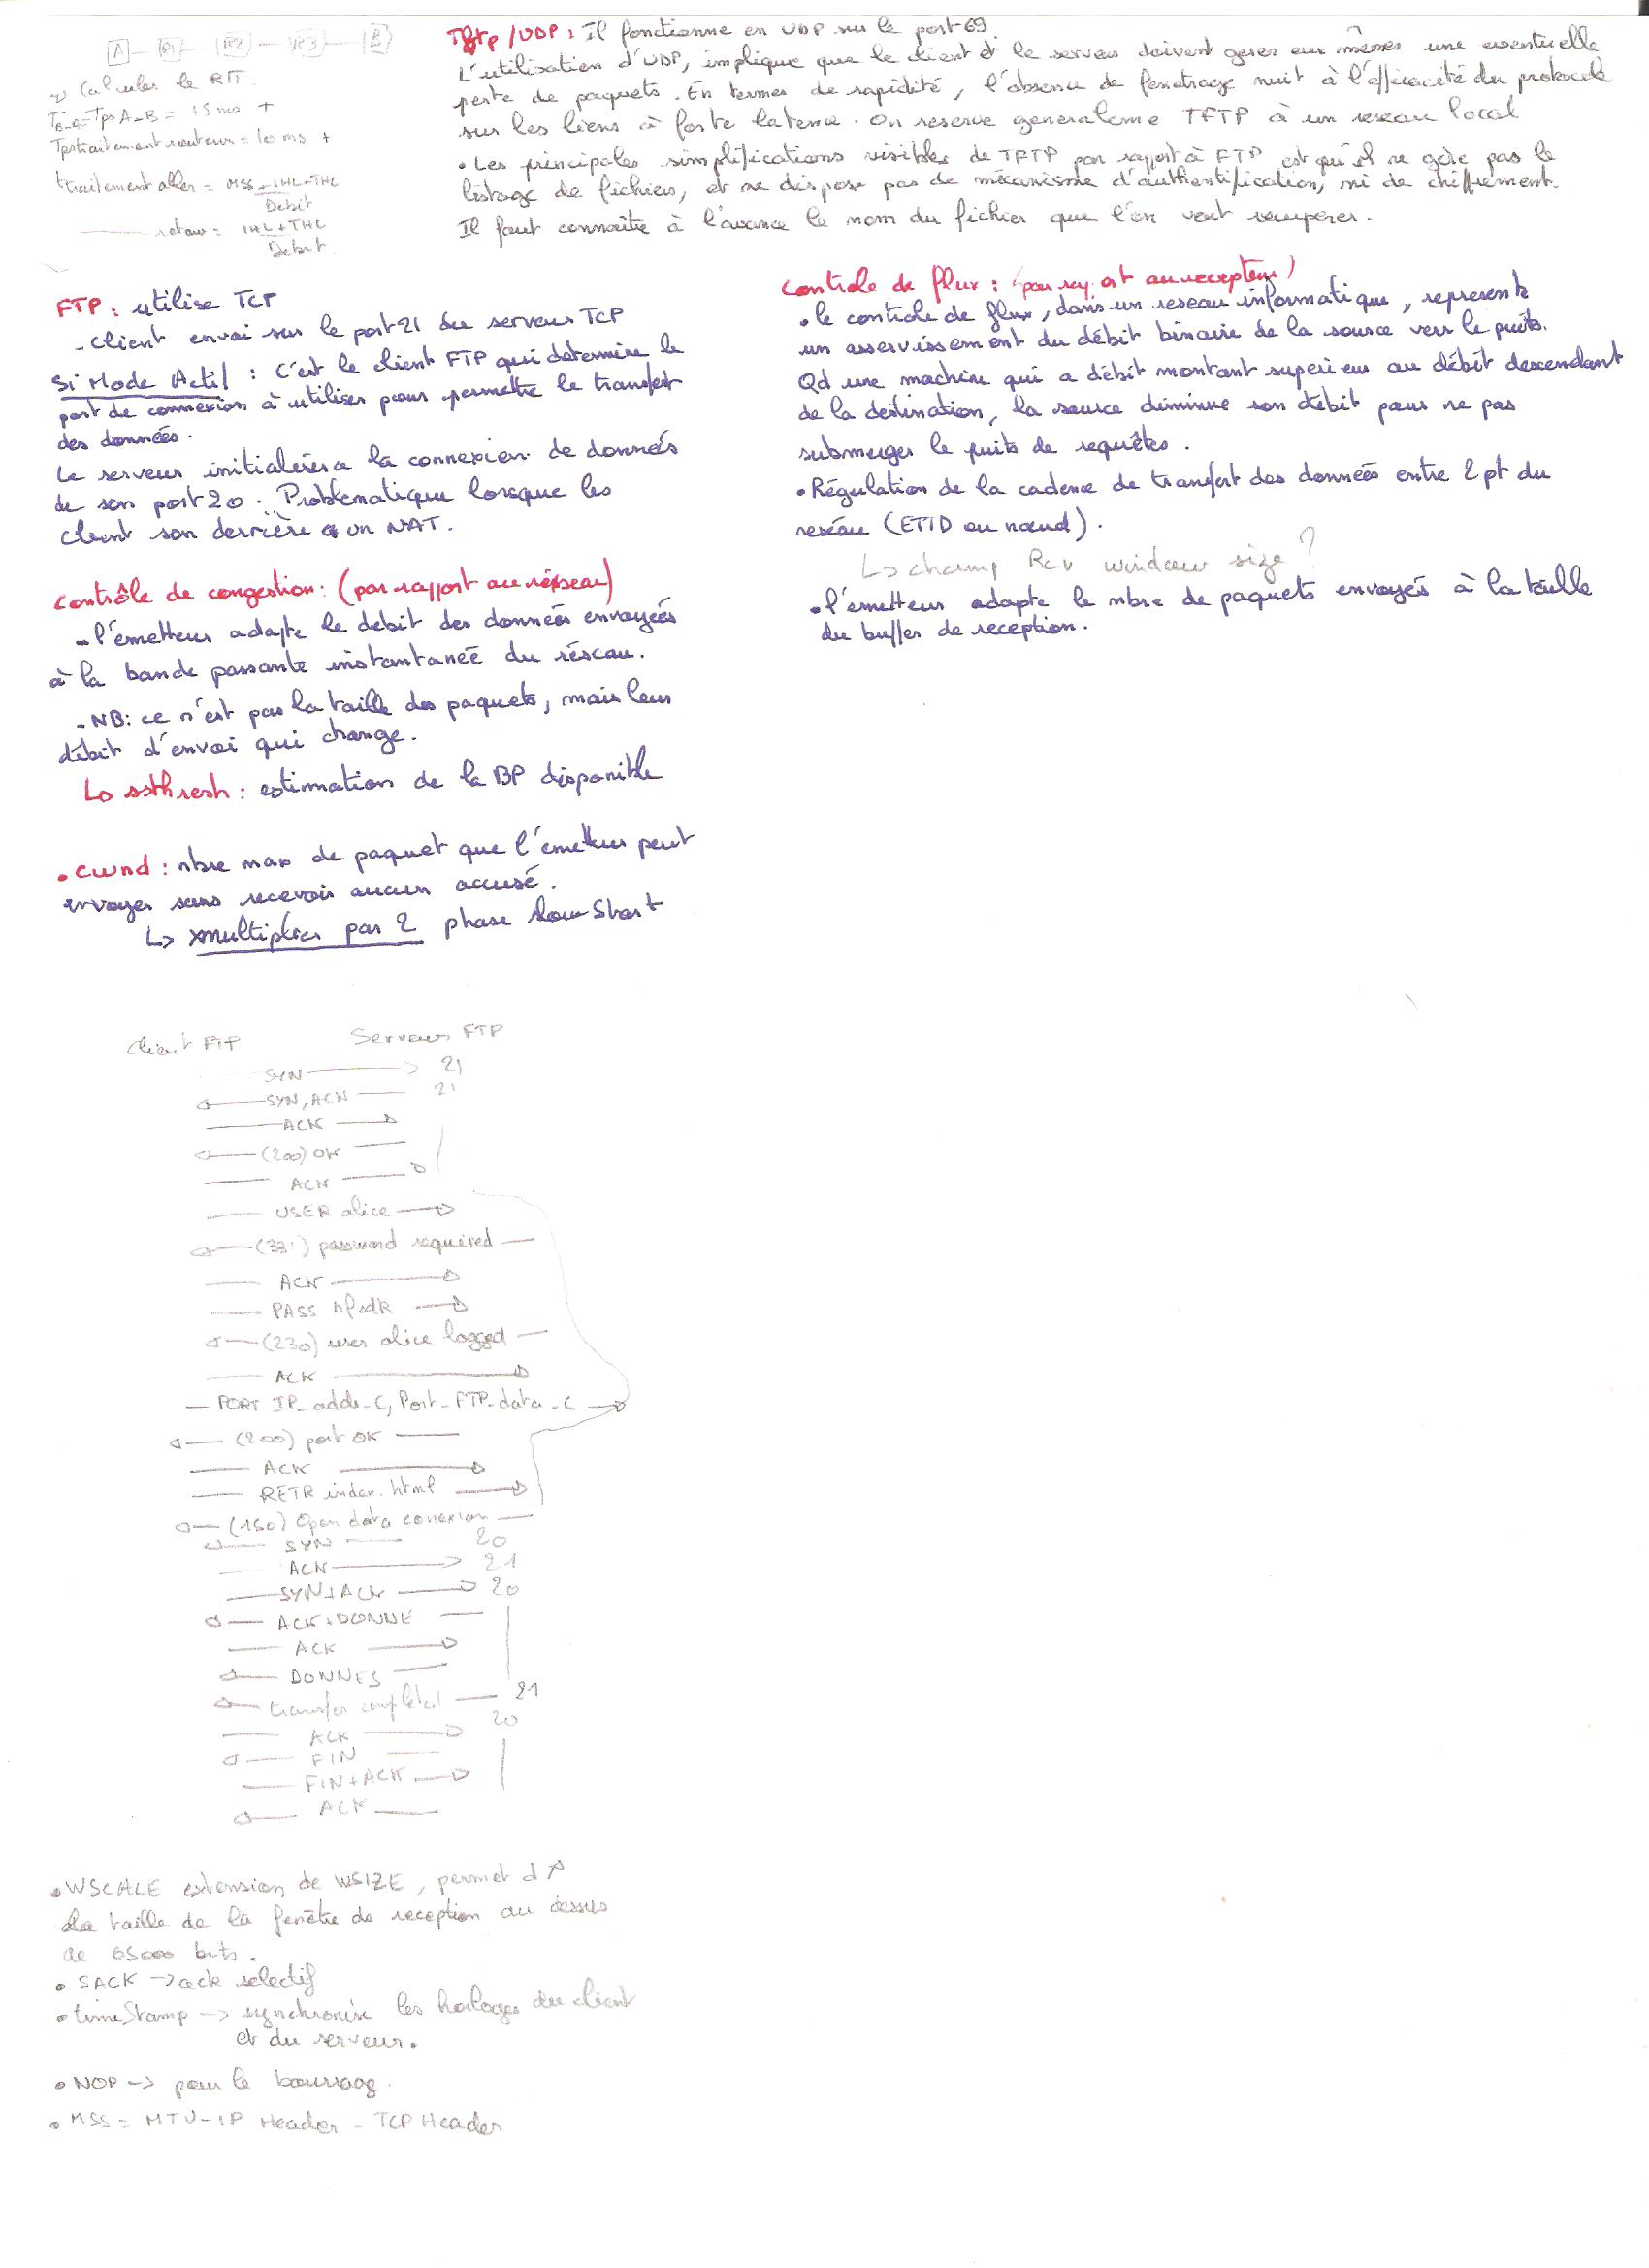 A R1 R2 R3 B
Calculer le RTT.
TB-A = Tps A-B = 15 ms +
Tpstraitement routeur = 10 ms +
traitement aller = MSS + IHL + THL
Debit
retour = IHL + THL
Debit
Tftp / UDP : Il fonctionne en UDP sur le port 69.
L'utilisation d'UDP, implique que le client et le serveur doivent gerer eux mêmes une eventuelle
perte de paquets. En termes de rapidité, l'absence de fenetrage nuit à l'efficacité du protocole
sur les liens à forte latence. On reserve generaleme TFTP à un reseau local
• Les principales simplifications visibles de TFTP par rapport à FTP est qu'il ne gère pas le
listage de fichiers, et ne dispose pas de mécanisme d'authentification, ni de chiffrement.
Il faut connaître à l'avance le nom du fichier que l'on veut recuperer.
FTP : utilise TCP
- Client envoi sur le port 21 du serveur TCP
Si Mode Actif : C'est le client FTP qui determine le
port de connexion à utiliser pour permettre le transfert
des données.
Le serveur initialisera la connexion de données
de son port 20. Problematique lorsque les
client son derrière un NAT.
Contrôle de congestion : (par rapport au réseau)
- l'émetteur adapte le debit des données envoyées
à la bande passante instantaneé du réseau.
- NB : ce n'est pas la taille des paquets, mais leur
débit d'envoi qui change.
↳ ssthresh : estimation de la BP disponible
• cwnd : nbre max de paquet que l'émetteur peut
envoyer sans recevoir aucun accusé.
↳ multiplier par 2 phase slow Start
Controle de flux : (par rapport au recepteur)
• le controle de flux, dans un reseau informatique, represente
un asservissement du débit binaire de la source vers le puits.
Qd une machine qui a débit montant superieur au débit descendant
de la destination, la source diminue son débit pour ne pas
submerger le puits de requêtes.
• Régulation de la cadence de transfert des données entre 2 pt du
reséau (ETTD ou nœud).
↳ champ Rcv window size ?
• l'emetteur adapte le nbre de paquets envoyés à la taille
du buffer de reception.
Client FTP Serveur FTP
SYN 21
SYN, ACK 21
ACK
(200) OK
ACK
USER alice
(331) password required
ACK
PASS
(230) user alice logged
ACK
PORT IP_addr_C, Port_FTP_data_C
(200) port OK
ACK
RETR index.html
(150) Open data conexion
SYN 20
ACK 21
SYN+ACK 20
ACK+DONNE
ACK
DONNES
transfer completed 21
ACK 20
FIN
FIN+ACK
ACK
• WSCALE extension de WSIZE, permet d ↗
la taille de la fenêtre de reception au dessus
de 65000 bits.
• SACK → ack selectif
• timeStamp → synchronise les horloges du client
et du serveur.
• NOP → pour le bourrage.
• MSS = MTU - IP Header - TCP Header